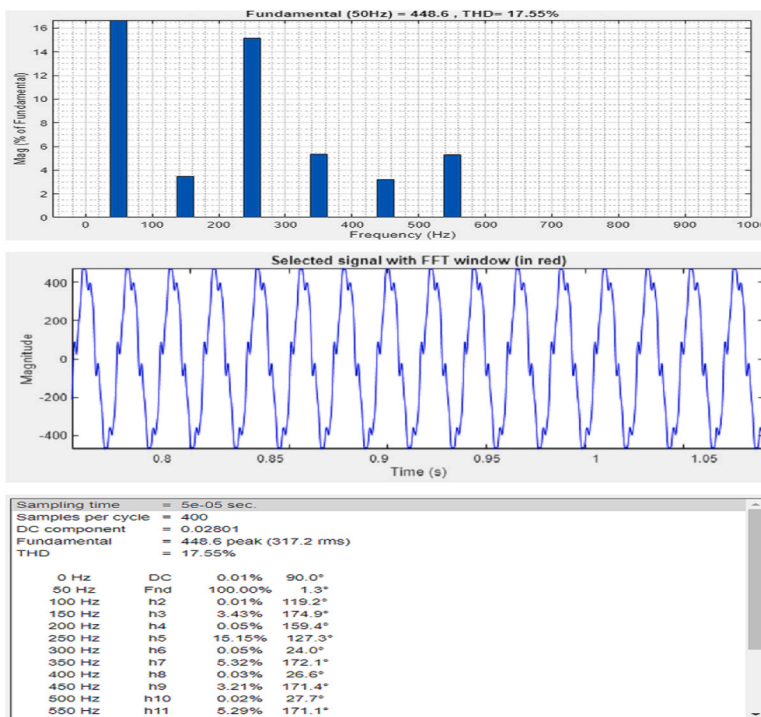 Fundamental (50Hz) = 448.6 , THD= 17.55%
16
14
12
10
8
6
4
2
0
Mag (% of Fundamental)
0 100 200 300 400 500 600 700 800 900 1000
Frequency (Hz)
Selected signal with FFT window (in red)
400
200
0
-200
-400
Magnitude
0.8 0.85 0.9 0.95 1 1.05
Time (s)
Sampling time = 5e-05 sec.
Samples per cycle = 400
DC component = 0.02801
Fundamental = 448.6 peak (317.2 rms)
THD = 17.55%
0 Hz DC 0.01% 90.0°
50 Hz Fnd 100.00% 1.3°
100 Hz h2 0.01% 119.2°
150 Hz h3 3.43% 174.9°
200 Hz h4 0.05% 159.4°
250 Hz h5 15.15% 127.3°
300 Hz h6 0.05% 24.0°
350 Hz h7 5.32% 172.1°
400 Hz h8 0.03% 26.6°
450 Hz h9 3.21% 171.4°
500 Hz h10 0.02% 27.7°
550 Hz h11 5.29% 171.1°